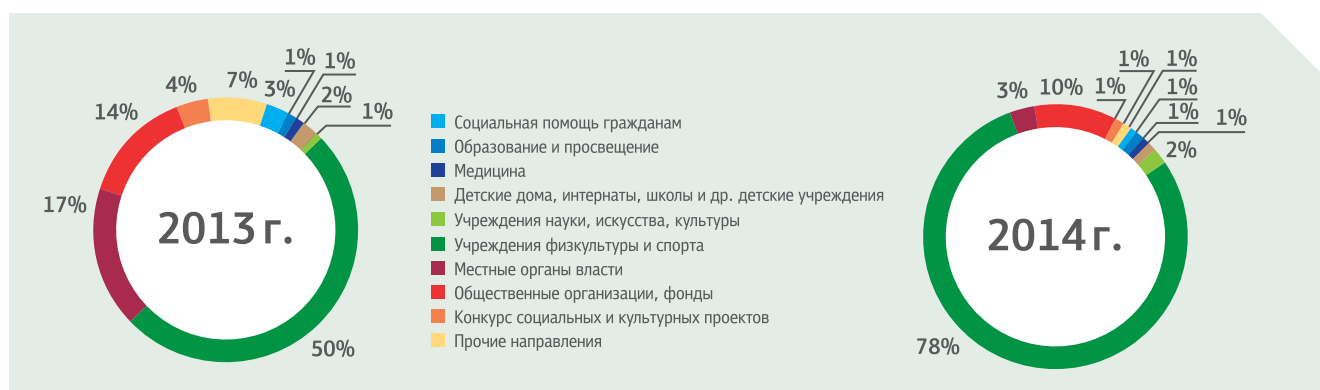 1% 1%
4% 7% 3%
2%
14%
1%
17%
2013 г.
50%
Социальная помощь гражданам
Образование и просвещение
Медицина
Детские дома, интернаты, школы и др. детские учреждения
Учреждения науки, искусства, культуры
Учреждения физкультуры и спорта
Местные органы власти
Общественные организации, фонды
Конкурс социальных и культурных проектов
Прочие направления
1% 1%
3% 10% 1% 1%
1% 1%
2%
2014 г.
78%